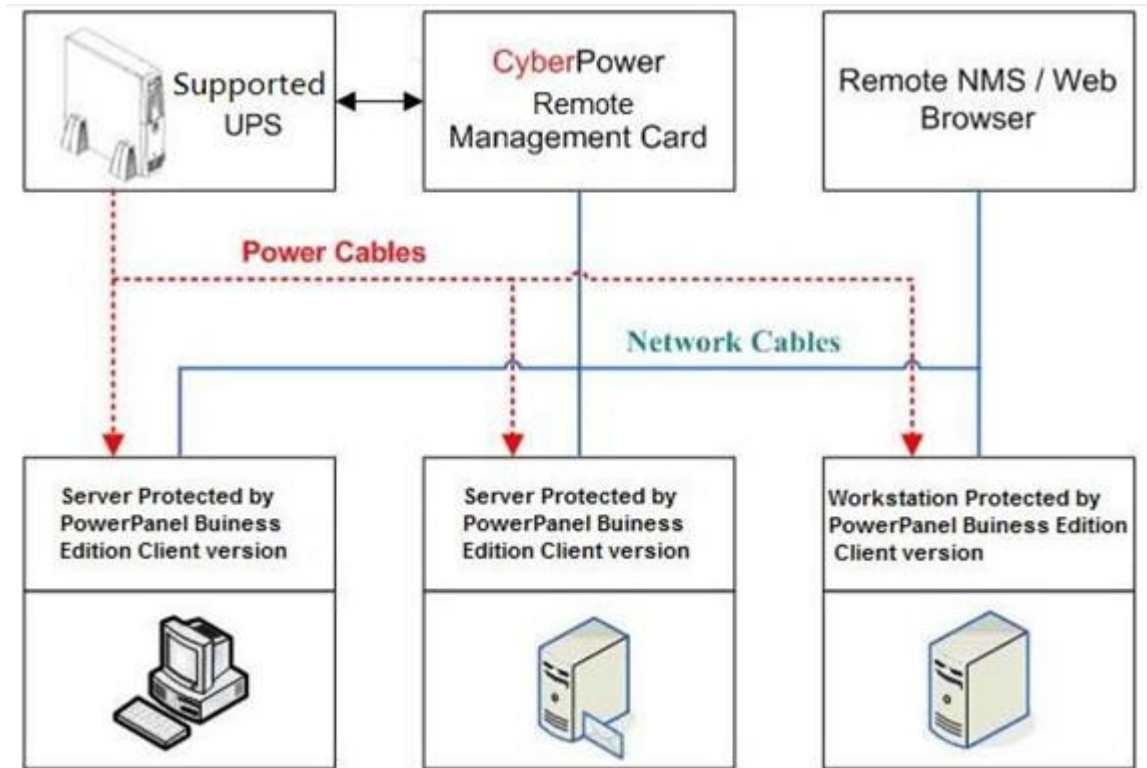 Supported
UPS
CyberPower
Remote
Management Card
Remote NMS / Web
Browser
Power Cables
Network Cables
Server Protected by
PowerPanel Buiness
Edition Client version
Server Protected by
PowerPanel Buiness
Edition Client version
Workstation Protected by
PowerPanel Buiness Edition
Client version